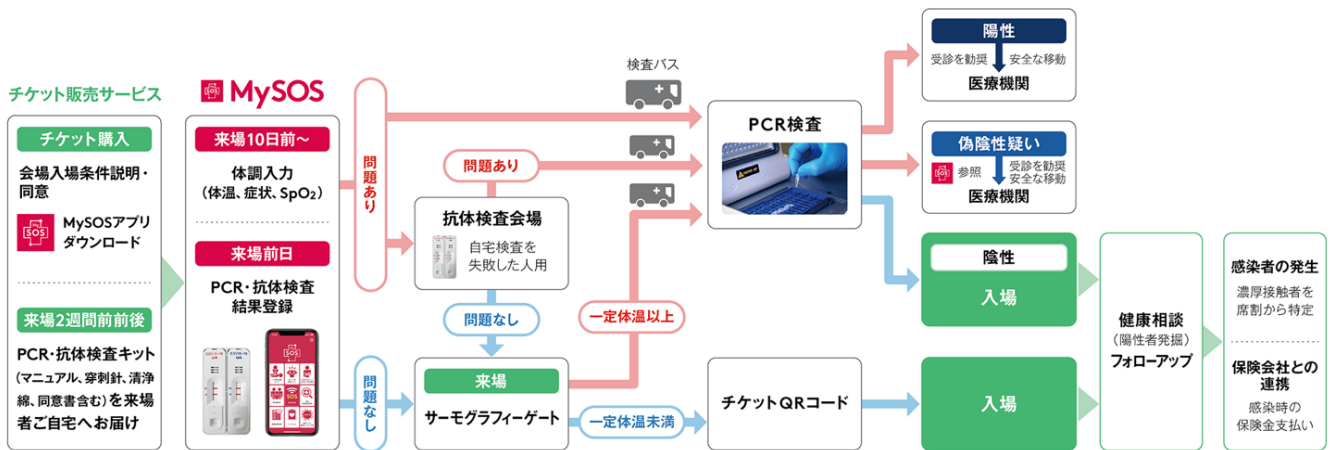 チケット販売サービス
チケット購入
会場入場条件説明・
同意
MySOSアプリ
ダウンロード
来場2週間前前後
PCR・抗体検査キット
(マニュアル、穿刺針、清浄
綿、同意書含む)を来場
者ご自宅へお届け
MySOS
来場10日前～
体調入力
(体温、症状、SpO₂)
来場前日
PCR・抗体検査
結果登録
SOS
問題あり
問題なし
問題あり
抗体検査会場
自宅検査を
失敗した人用
問題なし
来場
サーモグラフィーゲート
一定体温以上
一定体温未満
検査バス
PCR検査
チケットQRコード
陽性
受診を勧奨 安全な移動
医療機関
偽陰性疑い
参照 受診を勧奨
安全な移動
医療機関
陰性
入場
入場
健康相談
(陽性者発掘)
フォローアップ
感染者の発生
濃厚接触者を
席割から特定
保険会社との
連携
感染時の
保険金支払い